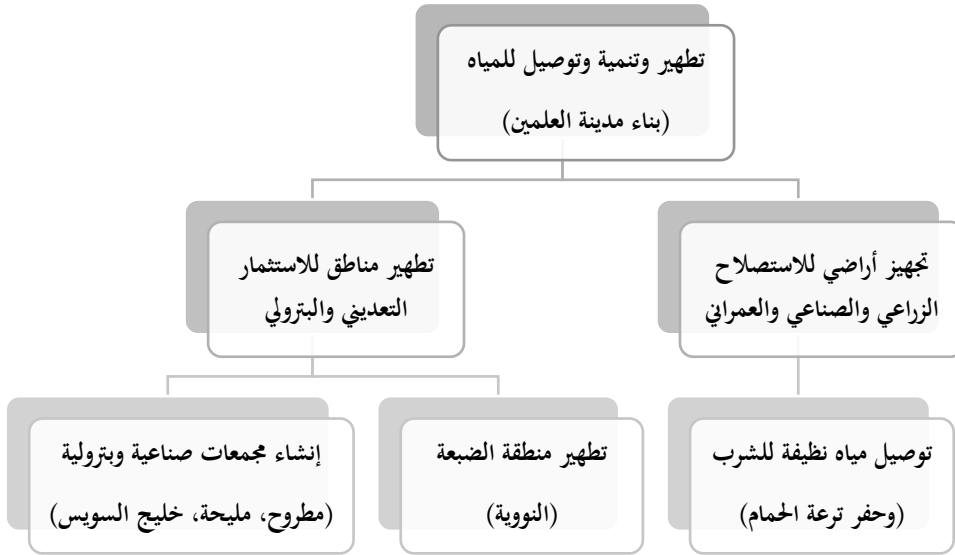 تطهير وتنمية وتوصيل للمياه
(بناء مدينة العلمين)
تجهيز أراضي للاستصلاح
الزراعي والصناعي والعمراني
تطهير مناطق للاستثمار
التعديني والبترولي
توصيل مياه نظيفة للشرب
(وحفر ترعة الحمام)
تطهير منطقة الضبعة
(النووية)
إنشاء مجمعات صناعية وبترولية
(مطروح، مليحة، خليج السويس)